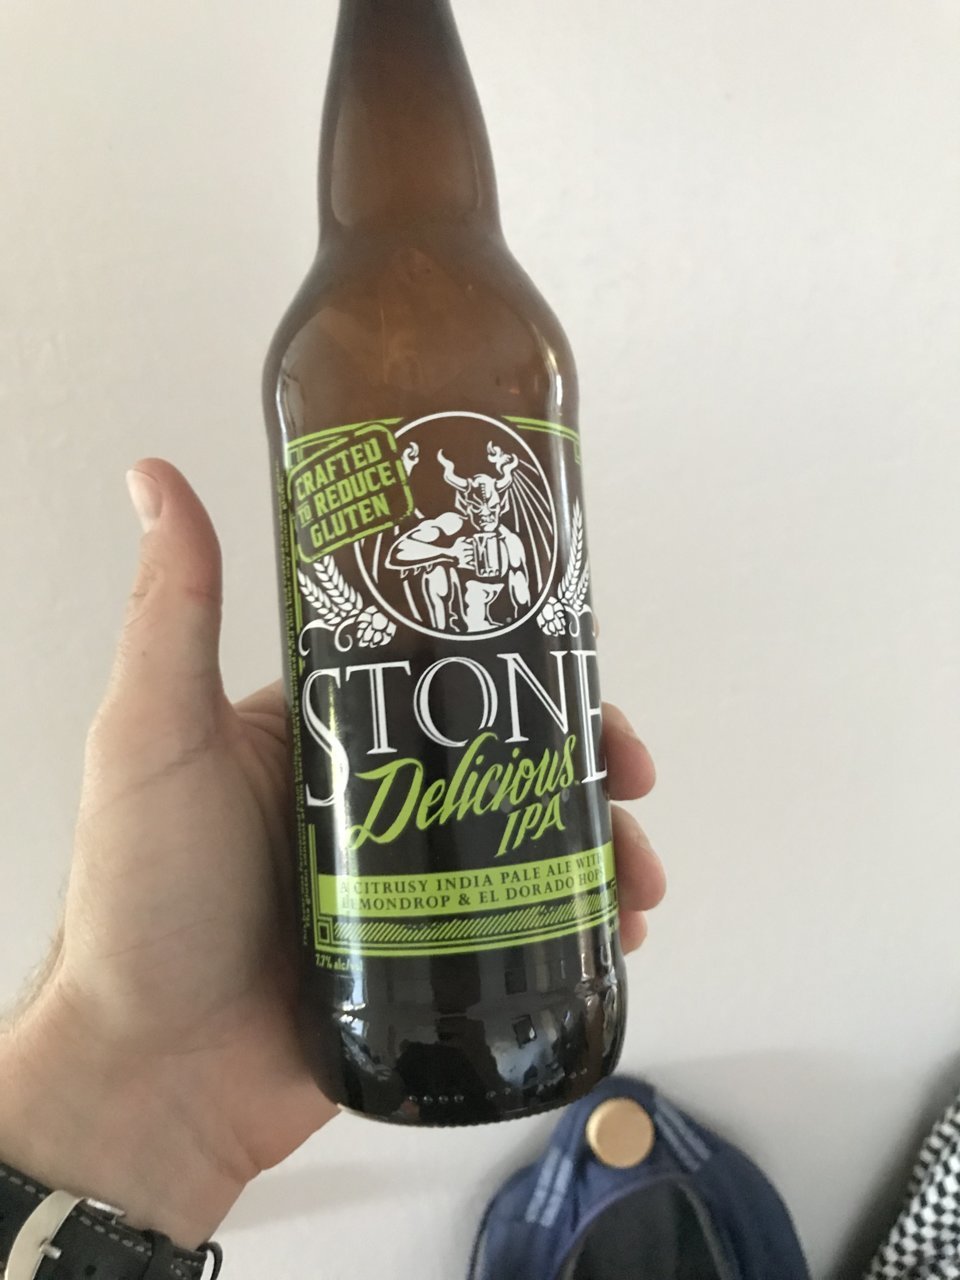 CRAFTED
TO REDUCE
GLUTEN
STONE
Delicious
IPA
A CITRUSY INDIA PALE ALE WITH
LEMONDROP & EL DORADO HOPS
7.7% alc/vol